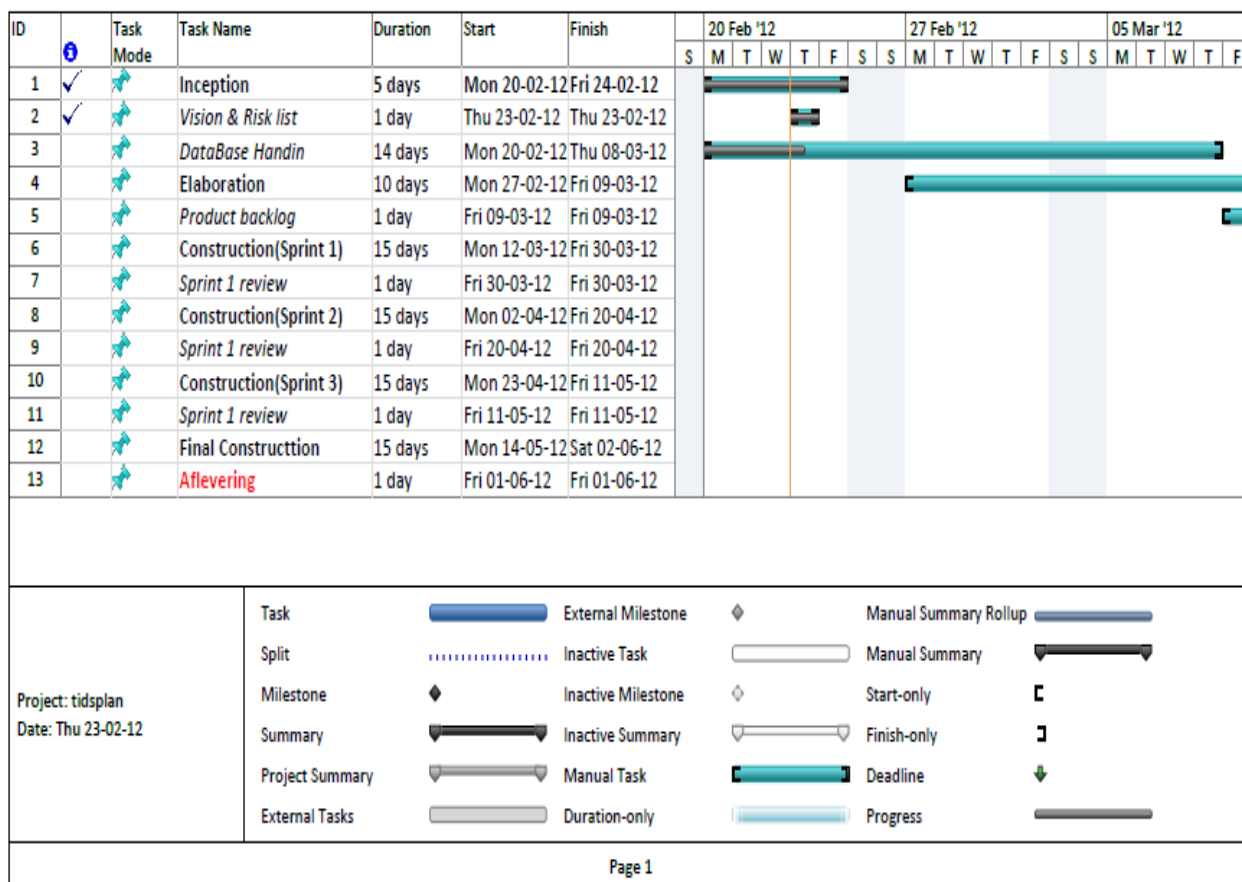 ID Task Mode Task Name Duration Start Finish 20 Feb '12 27 Feb '12 05 Mar '12
S M T W T F S S M T W T F S S M T W T F
1 Inception 5 days Mon 20-02-12 Fri 24-02-12
2 Vision & Risk list 1 day Thu 23-02-12 Thu 23-02-12
3 DataBase Handin 14 days Mon 20-02-12 Thu 08-03-12
4 Elaboration 10 days Mon 27-02-12 Fri 09-03-12
5 Product backlog 1 day Fri 09-03-12 Fri 09-03-12
6 Construction(Sprint 1) 15 days Mon 12-03-12 Fri 30-03-12
7 Sprint 1 review 1 day Fri 30-03-12 Fri 30-03-12
8 Construction(Sprint 2) 15 days Mon 02-04-12 Fri 20-04-12
9 Sprint 1 review 1 day Fri 20-04-12 Fri 20-04-12
10 Construction(Sprint 3) 15 days Mon 23-04-12 Fri 11-05-12
11 Sprint 1 review 1 day Fri 11-05-12 Fri 11-05-12
12 Final Constructtion 15 days Mon 14-05-12 Sat 02-06-12
13 Aflevering 1 day Fri 01-06-12 Fri 01-06-12
Project: tidsplan
Date: Thu 23-02-12
Task External Milestone Manual Summary Rollup
Split Inactive Task Manual Summary
Milestone Inactive Milestone Start-only
Summary Inactive Summary Finish-only
Project Summary Manual Task Deadline
External Tasks Duration-only Progress
Page 1